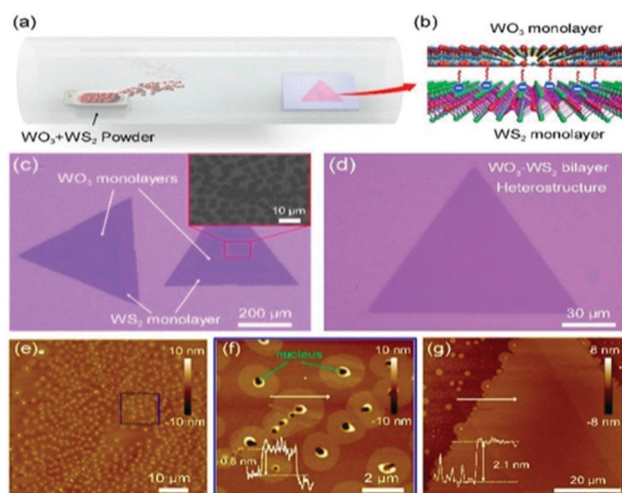 (a)
WO₃+WS₂ Powder
(b)
WO₃ monolayer
WS₂ monolayer
(c)
WO₃ monolayers
10 μm
WS₂ monolayer
200 μm
(d)
WO₃-WS₂ bilayer
Heterostructure
30 μm
(e)
10 nm
-10 nm
10 μm
(f)
nucleus
10 nm
-10 nm
0.8 nm
2 μm
(g)
8 nm
-8 nm
2.1 nm
20 μm